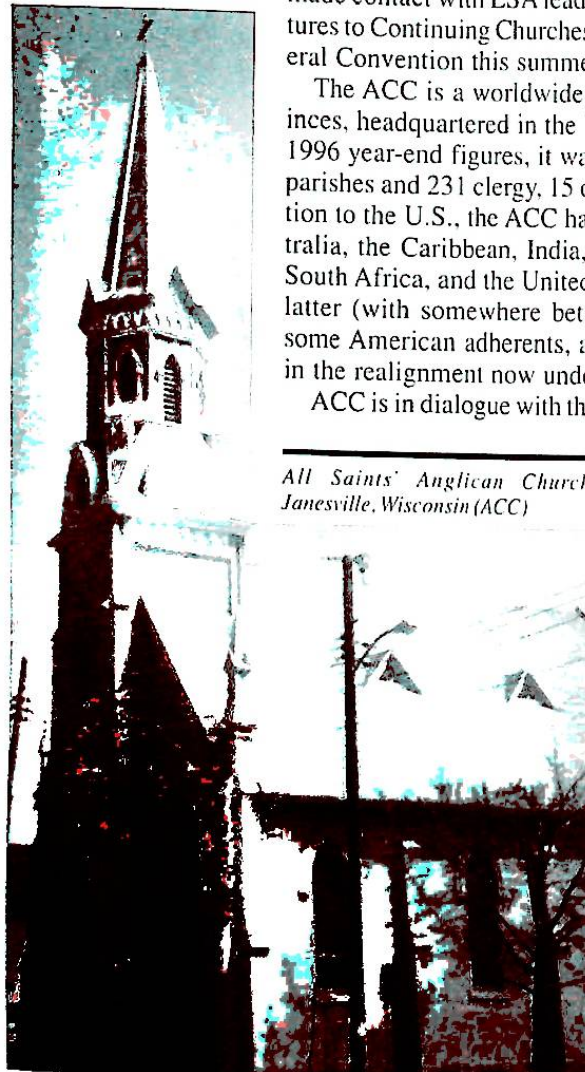 made contact with ESA lead
tures to Continuing Churches
eral Convention this summe
The ACC is a worldwide
inces, headquartered in the
1996 year-end figures, it wa
parishes and 231 clergy, 15 c
tion to the U.S., the ACC ha
tralia, the Caribbean, India,
South Africa, and the United
latter (with somewhere bet
some American adherents, a
in the realignment now unde
ACC is in dialogue with th
All Saints' Anglican Church
Janesville, Wisconsin (ACC)